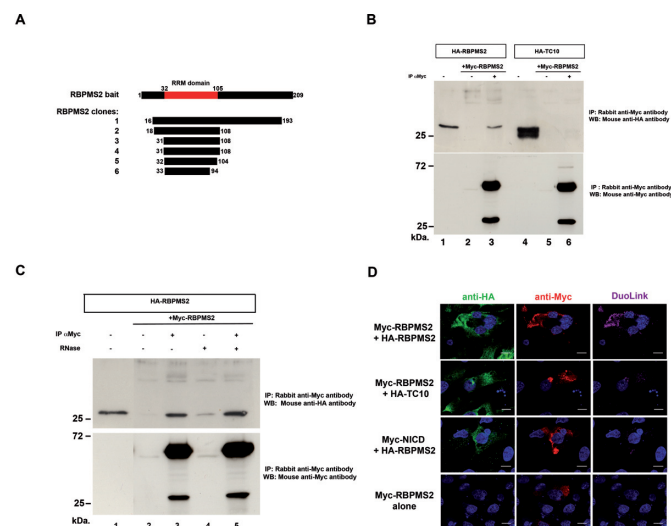 A
RRM domain
32 105
RBPMS2 bait 1 209
RBPMS2 clones:
1 16 193
2 18 108
3 31 108
4 31 108
5 32 104
6 33 94
B
HA-RBPMS2 HA-TC10
+Myc-RBPMS2 +Myc-RBPMS2
IP αMyc - - + - - +
IP: Rabbit anti-Myc antibody
WB: Mouse anti-HA antibody
25
72
IP : Rabbit anti-Myc antibody
WB: Mouse anti-Myc antibody
25
kDa. 1 2 3 4 5 6
C
HA-RBPMS2
+Myc-RBPMS2
IP αMyc - - + - +
RNase - - - + +
IP: Rabbit anti-Myc antibody
WB: Mouse anti-HA antibody
25
72
IP: Rabbit anti-Myc antibody
WB: Mouse anti-Myc antibody
25
kDa. 1 2 3 4 5
D
anti-HA anti-Myc DuoLink
Myc-RBPMS2
+ HA-RBPMS2
Myc-RBPMS2
+ HA-TC10
Myc-NICD
+ HA-RBPMS2
Myc-RBPMS2
alone